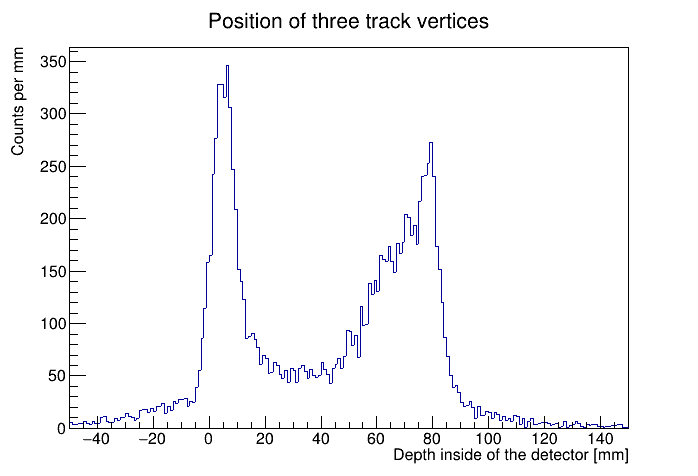 Position of three track vertices
Counts per mm
350
300
250
200
150
100
50
0
−40 −20 0 20 40 60 80 100 120 140
Depth inside of the detector [mm]